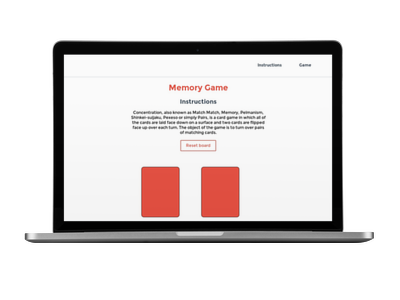 Instructions Game
Memory Game
Instructions
Concentration, also known as Match Match, Memory, Pelmanism,
Shinkei-suijaku, Pexeso or simply Pairs, is a card game in which all of
the cards are laid face down on a surface and two cards are flipped
face up over each turn. The object of the game is to turn over pairs
of matching cards.
Reset board